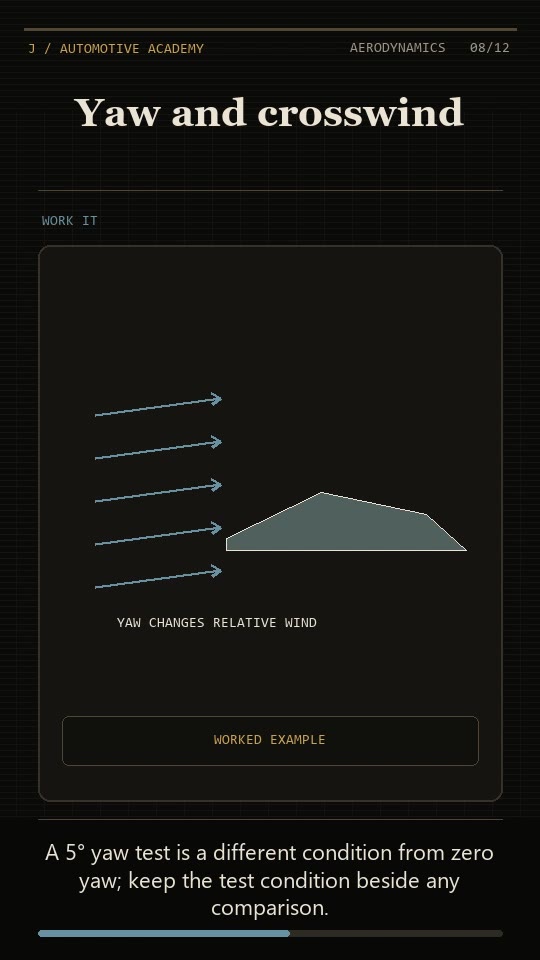 J / AUTOMOTIVE ACADEMY
AERODYNAMICS 08/12
Yaw and crosswind
WORK IT
YAW CHANGES RELATIVE WIND
WORKED EXAMPLE
A 5° yaw test is a different condition from zero
yaw; keep the test condition beside any
comparison.